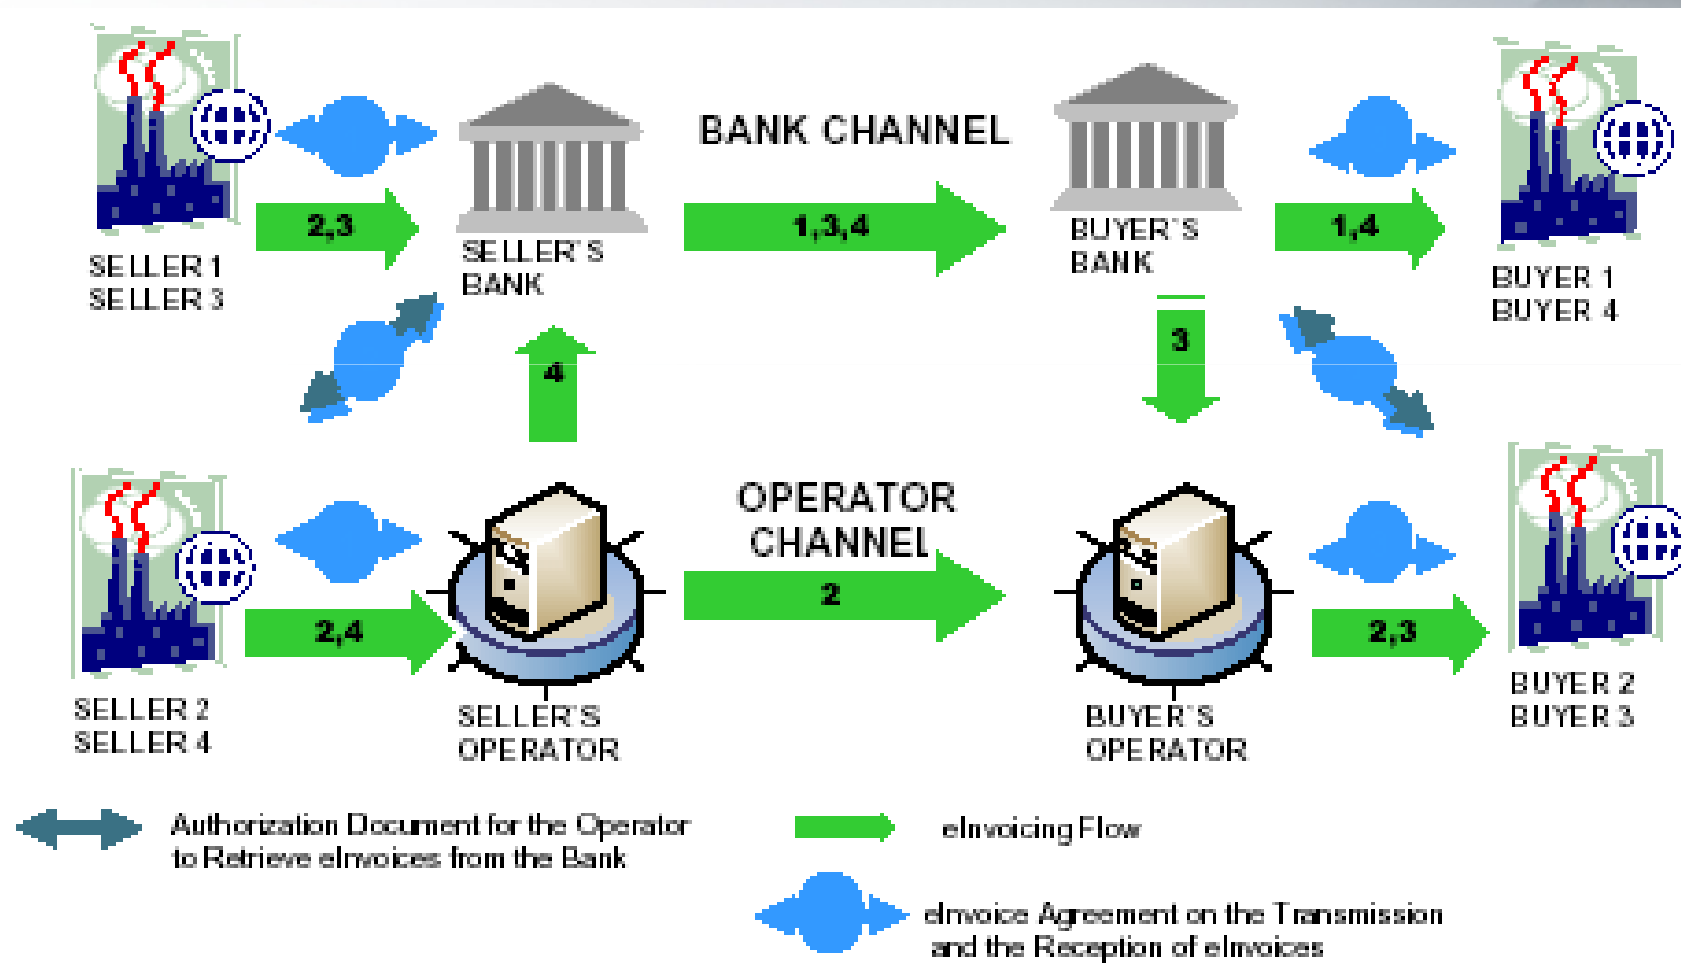 BANK CHANNEL
2,3
1,3,4
1,4
SELLER 1
SELLER 3
SELLER'S
BANK
BUYER'S
BANK
BUYER 1
BUYER 4
4
3
OPERATOR
CHANNEL
2,4
2
2,3
SELLER 2
SELLER 4
SELLER'S
OPERATOR
BUYER'S
OPERATOR
BUYER 2
BUYER 3
Authorization Document for the Operator
to Retrieve eInvoices from the Bank
eInvoicing Flow
eInvoice Agreement on the Transmission
and the Reception of eInvoices